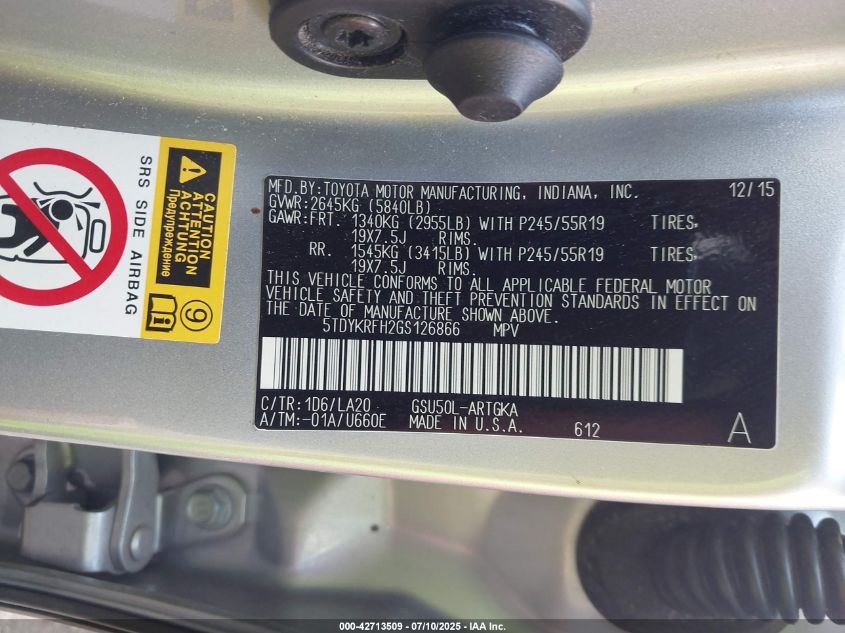 SRS SIDE AIRBAG
CAUTION
ATTENTION
ACHTUNG
Предупреждение
9
MFD.BY:TOYOTA MOTOR MANUFACTURING, INDIANA, INC. 12/15
GVWR:2645KG (5840LB)
GAWR:FRT. 1340KG (2955LB) WITH P245/55R19 TIRES,
19X7.5J RIMS.
RR. 1545KG (3415LB) WITH P245/55R19 TIRES,
19X7.5J RIMS.
THIS VEHICLE CONFORMS TO ALL APPLICABLE FEDERAL MOTOR
VEHICLE SAFETY AND THEFT PREVENTION STANDARDS IN EFFECT ON
THE DATE OF MANUFACTURE SHOWN ABOVE.
5TDYKRFH2GS126866 MPV
C/TR:1D6/LA20 GSU50L-ARTGKA
A/TM:-01A/U660E MADE IN U.S.A. 612 A
000-42713509 - 07/10/2025 - IAA Inc.